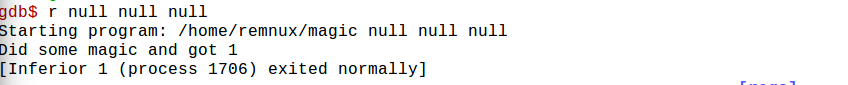 gdb$ r null null null
Starting program: /home/remnux/magic null null null
Did some magic and got 1
[Inferior 1 (process 1706) exited normally]